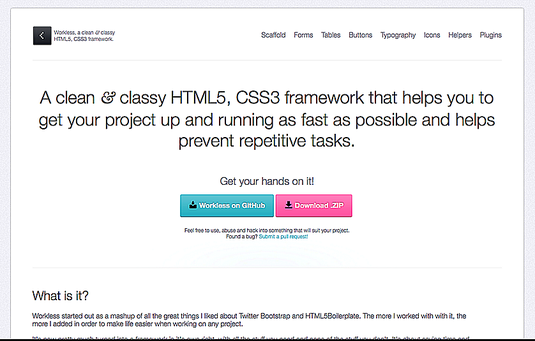 Workless, a clean & classy
HTML5, CSS3 framework.
Scaffold Forms Tables Buttons Typography Icons Helpers Plugins
A clean & classy HTML5, CSS3 framework that helps you to
get your project up and running as fast as possible and helps
prevent repetitive tasks.
Get your hands on it!
Workless on GitHub Download .ZIP
Feel free to use, abuse and hack into something that will suit your project.
Found a bug? Submit a pull request!
What is it?
Workless started out as a mashup of all the great things I liked about Twitter Bootstrap and HTML5Boilerplate. The more I worked with with it, the
more I added in order to make life easier when working on any project.